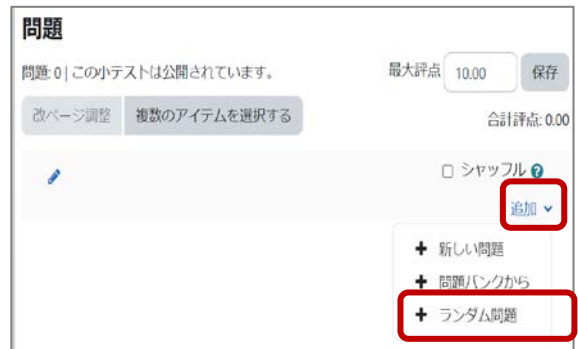 問題
問題: 0 | この小テストは公開されています。 最大評点 10.00 保存
改ページ調整 複数のアイテムを選択する 合計評点: 0.00
シャッフル
追加
新しい問題
問題バンクから
ランダム問題